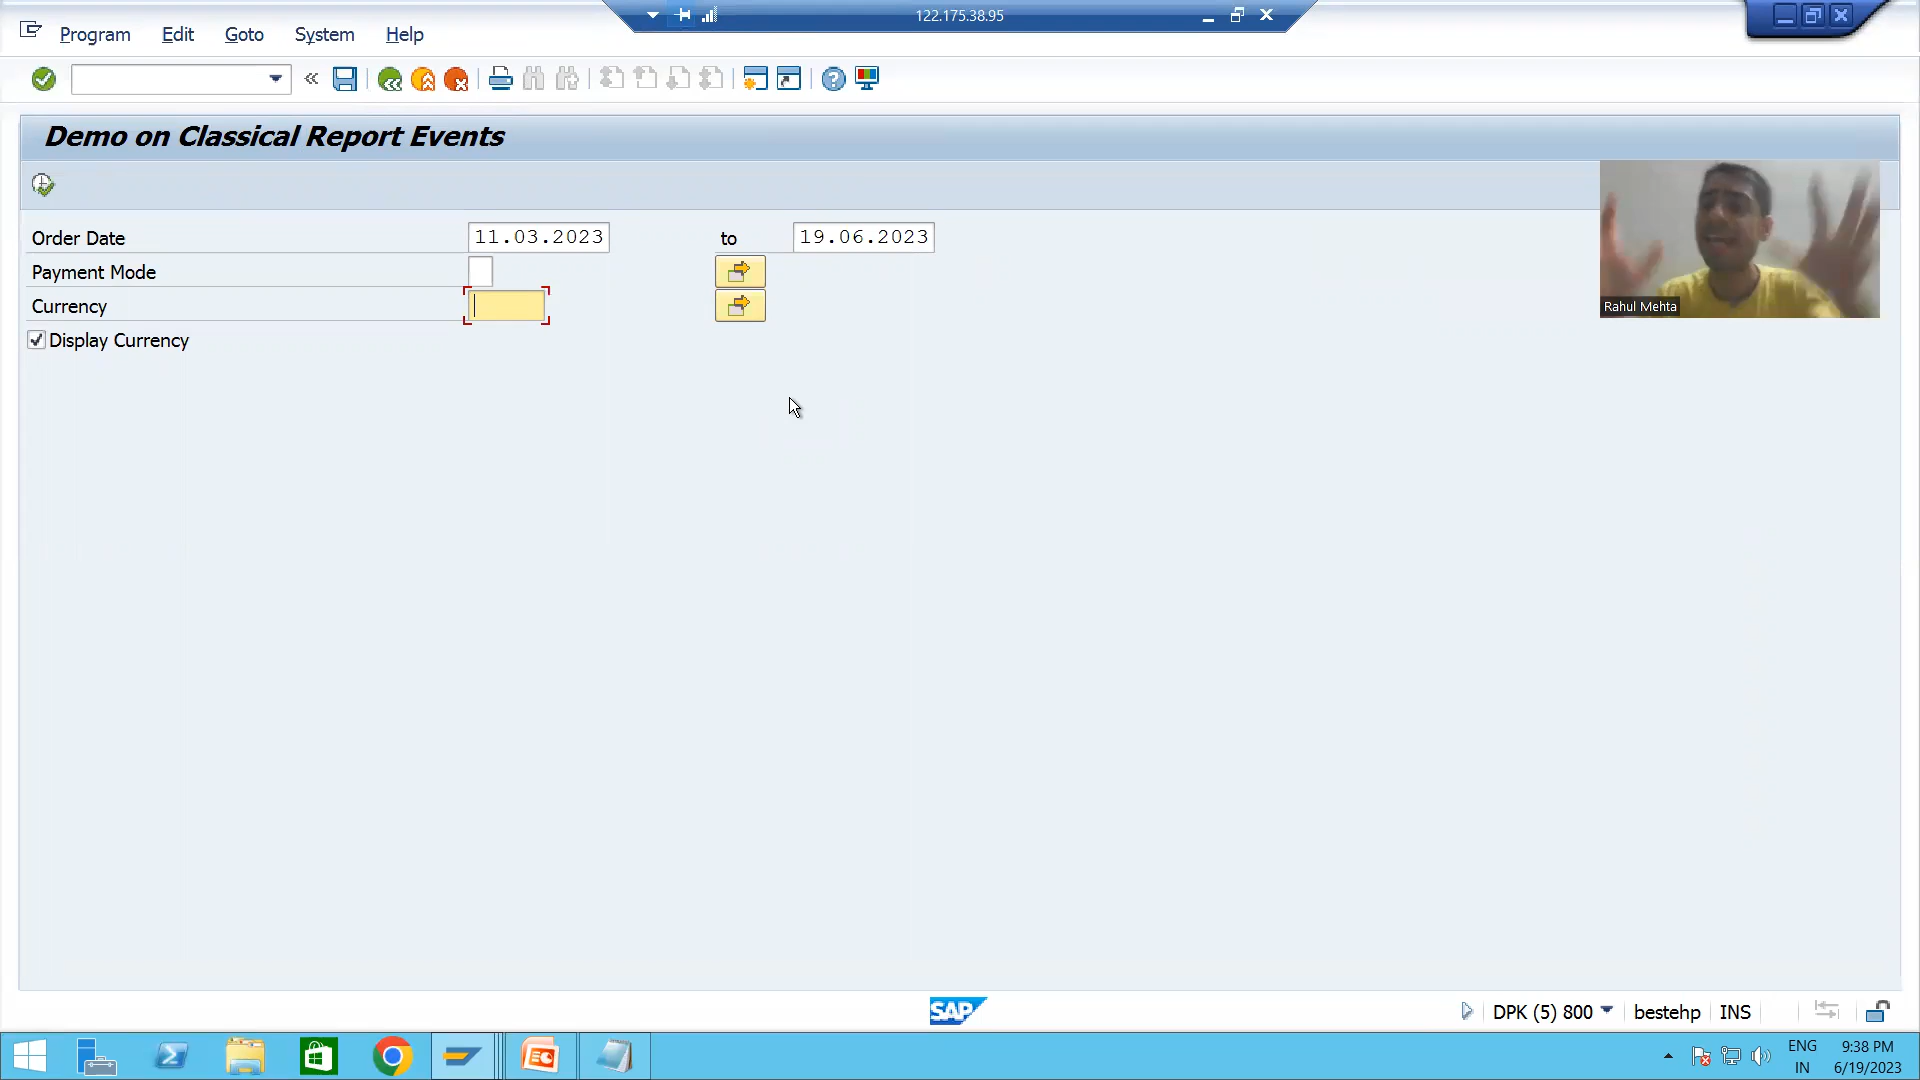 122.175.38.95
Program Edit Goto System Help
Demo on Classical Report Events
Order Date 11.03.2023 to 19.06.2023
Payment Mode
Currency
Display Currency
Rahul Mehta
SAP
DPK (5) 800 bestehp INS
ENG 9:38 PM
IN 6/19/2023